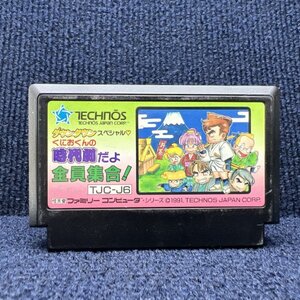 TECHNŌS
TECHNOS JAPAN CORP.
ダウンタウンスペシャル♡
くにおくんの
時代劇だよ
全員集合!
TJC-J6
ファミリー コンピュータ・シリーズ ©1991, TECHNOS JAPAN CORP.